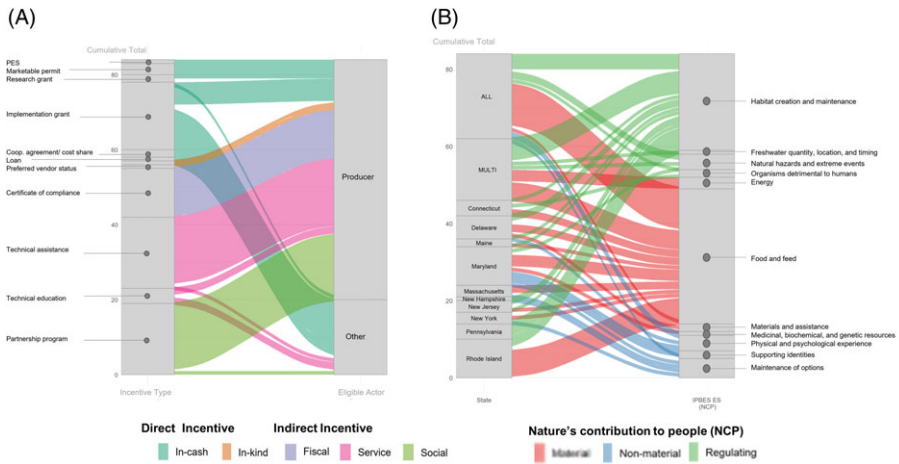 (A)
Cumulative Total
PES
Marketable permit
Research grant
Implementation grant
Coop. agreement/ cost share
Loan
Preferred vendor status
Certificate of compliance
Technical assistance
Technical education
Partnership program
80
60
40
20
0
Producer
Other
Incentive Type
Eligible Actor
Direct Incentive
Indirect Incentive
In-cash
In-kind
Fiscal
Service
Social
(B)
Cumulative Total
80
60
40
20
0
ALL
MULTI
Connecticut
Delaware
Maine
Maryland
Massachusetts
New Hampshire
New Jersey
New York
Pennsylvania
Rhode Island
Habitat creation and maintenance
Freshwater quantity, location, and timing
Natural hazards and extreme events
Organisms detrimental to humans
Energy
Food and feed
Materials and assistance
Medicinal, biochemical, and genetic resources
Physical and psychological experience
Supporting identities
Maintenance of options
State
IPBES ES
(NCP)
Nature's contribution to people (NCP)
Non-material
Regulating